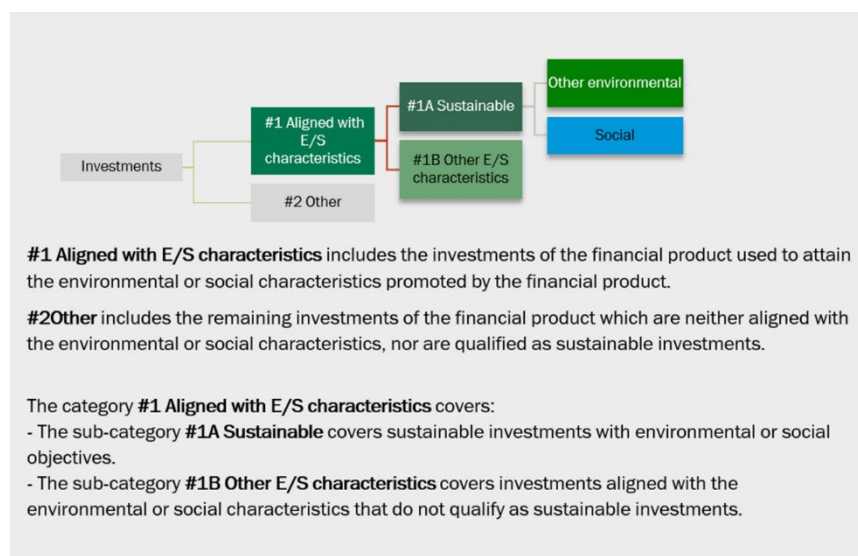 Investments
#1 Aligned with
E/S
characteristics
#2 Other
#1A Sustainable
#1B Other E/S
characteristics
Other environmental
Social
#1 Aligned with E/S characteristics includes the investments of the financial product used to attain
the environmental or social characteristics promoted by the financial product.
#2Other includes the remaining investments of the financial product which are neither aligned with
the environmental or social characteristics, nor are qualified as sustainable investments.
The category #1 Aligned with E/S characteristics covers:
- The sub-category #1A Sustainable covers sustainable investments with environmental or social
objectives.
- The sub-category #1B Other E/S characteristics covers investments aligned with the
environmental or social characteristics that do not qualify as sustainable investments.